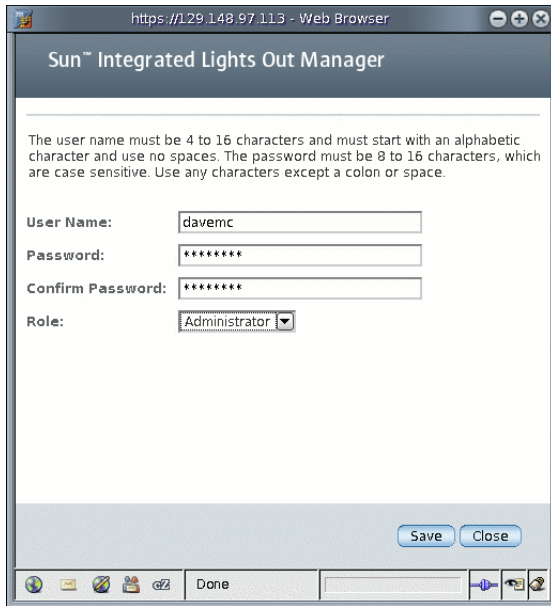 https://129.148.97.113 - Web Browser
Sun™ Integrated Lights Out Manager
The user name must be 4 to 16 characters and must start with an alphabetic
character and use no spaces. The password must be 8 to 16 characters, which
are case sensitive. Use any characters except a colon or space.
User Name: davemc
Password: ********
Confirm Password: ********
Role: Administrator
Save Close
Done